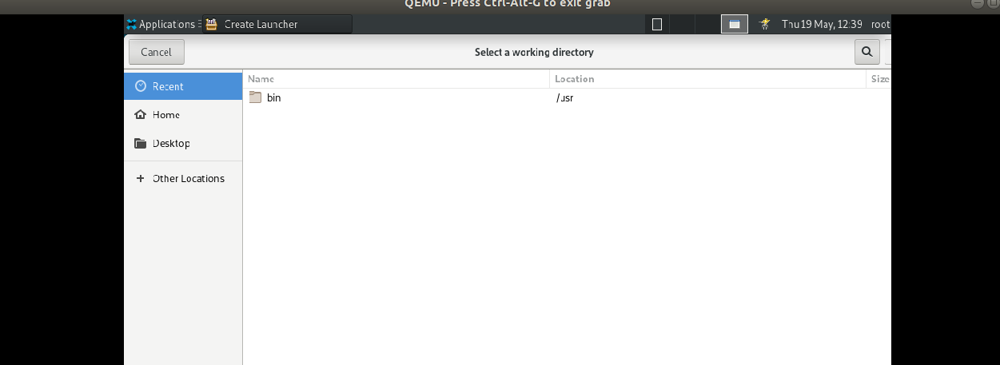 QEMU - Press Ctrl-Alt-G to exit grab
Applications Create Launcher Thu 19 May, 12:39 root
Cancel Select a working directory
Recent
Home
Desktop
Other Locations
Name Location Size
bin /usr